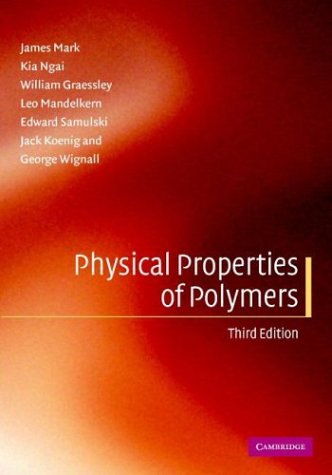 James Mark
Kia Ngai
William Graessley
Leo Mandelkern
Edward Samulski
Jack Koenig and
George Wignall
Physical Properties
of Polymers
Third Edition
CAMBRIDGE